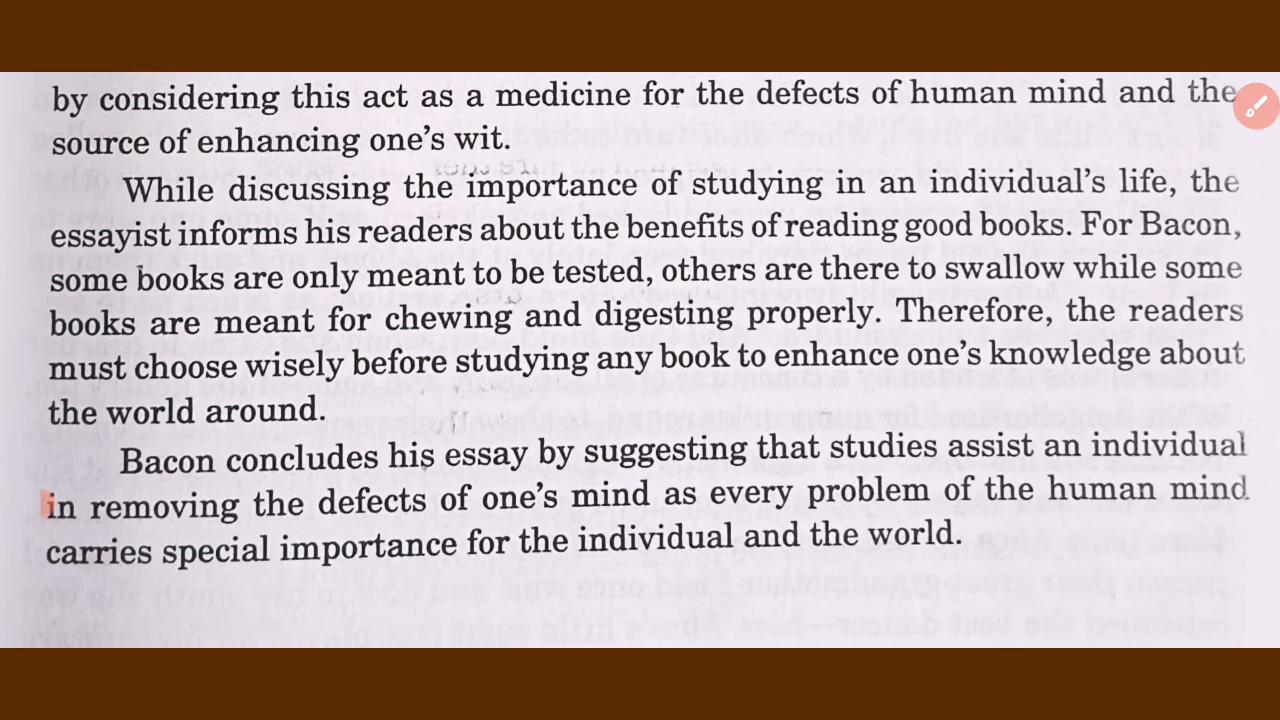 by considering this act as a medicine for the defects of human mind and the
source of enhancing one's wit.
While discussing the importance of studying in an individual's life, the
essayist informs his readers about the benefits of reading good books. For Bacon,
some books are only meant to be tested, others are there to swallow while some
books are meant for chewing and digesting properly. Therefore, the readers
must choose wisely before studying any book to enhance one's knowledge about
the world around.
Bacon concludes his essay by suggesting that studies assist an individual
in removing the defects of one's mind as every problem of the human mind
carries special importance for the individual and the world.